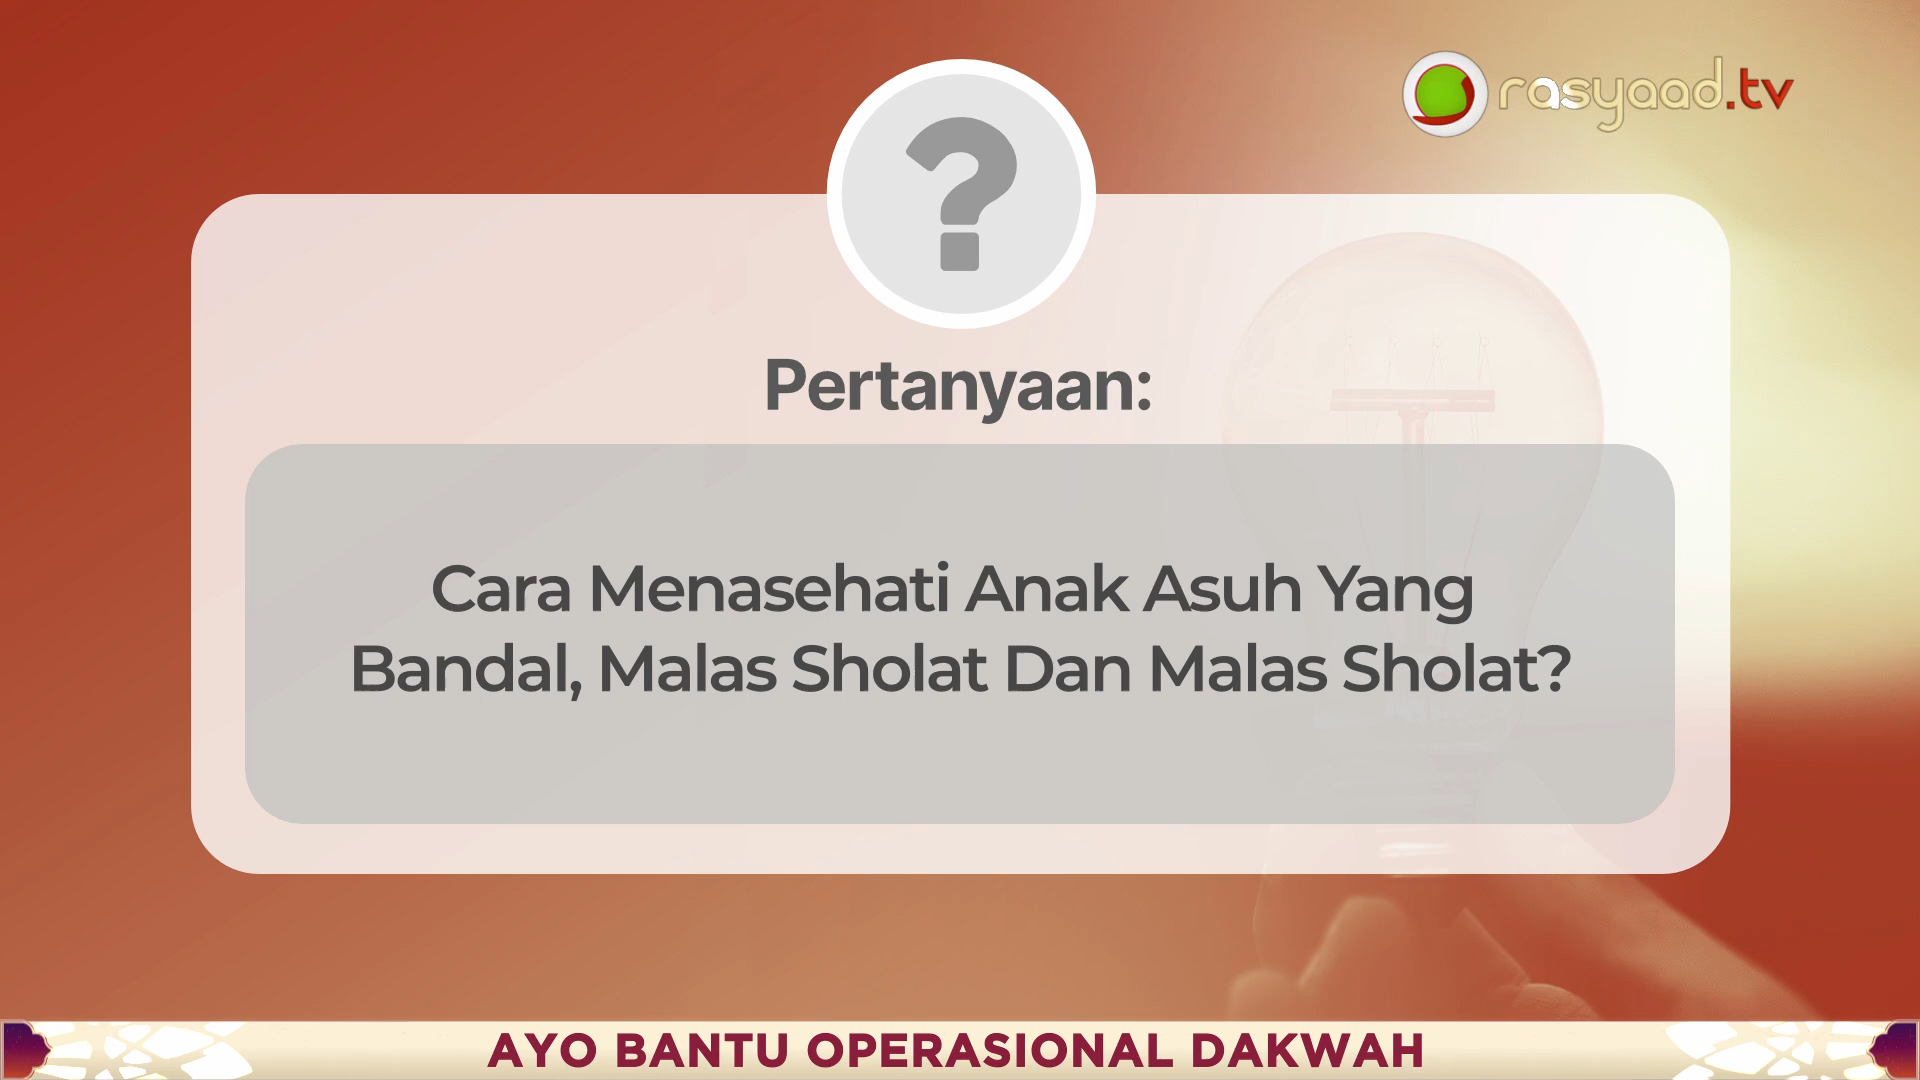 rasyaad.tv
Pertanyaan:
Cara Menasehati Anak Asuh Yang
Bandal, Malas Sholat Dan Malas Sholat?
AYO BANTU OPERASIONAL DAKWAH